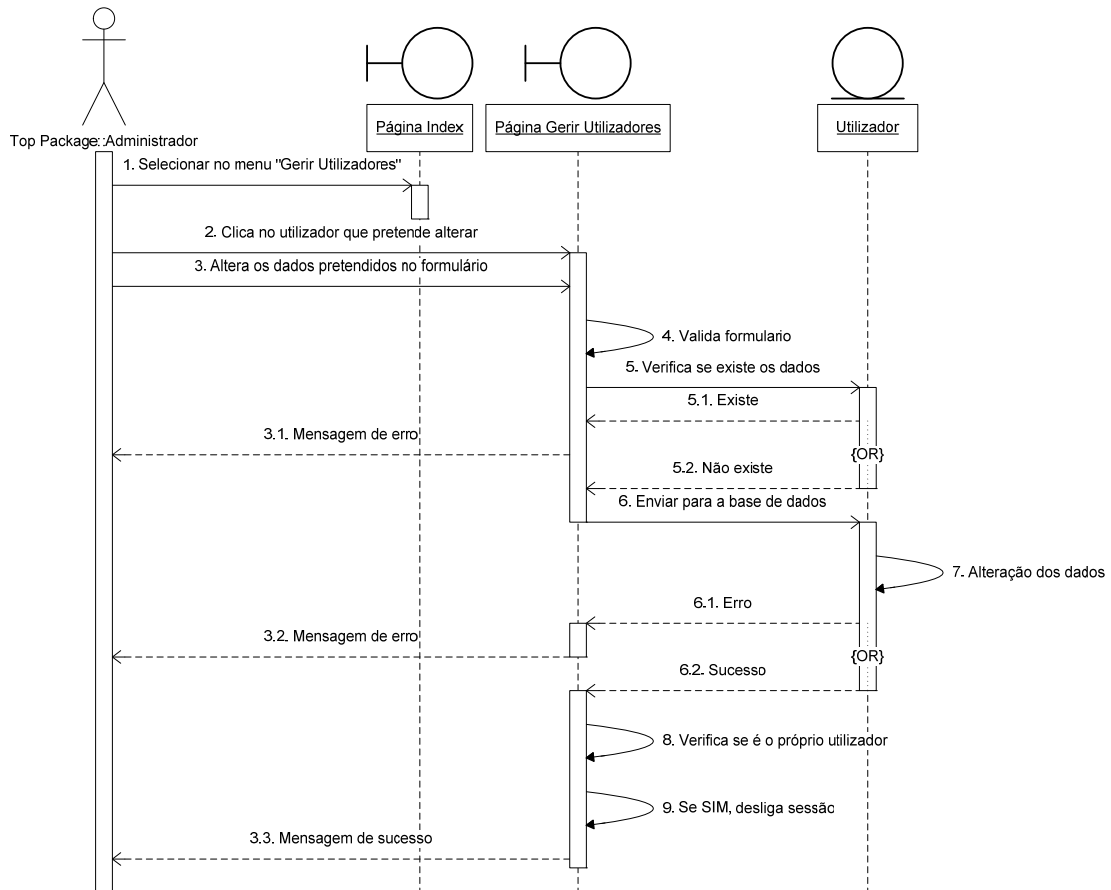 Página Index
Página Gerir Utilizadores
Utilizador
Top Package::Administrador
1. Selecionar no menu "Gerir Utilizadores"
2. Clica no utilizador que pretende alterar
3. Altera os dados pretendidos no formulário
4. Valida formulario
5. Verifica se existe os dados
5.1. Existe
3.1. Mensagem de erro
{OR}
5.2. Não existe
6. Enviar para a base de dados
7. Alteração dos dados
6.1. Erro
3.2. Mensagem de erro
{OR}
6.2. Sucesso
8. Verifica se é o próprio utilizador
9. Se SIM, desliga sessão
3.3. Mensagem de sucesso